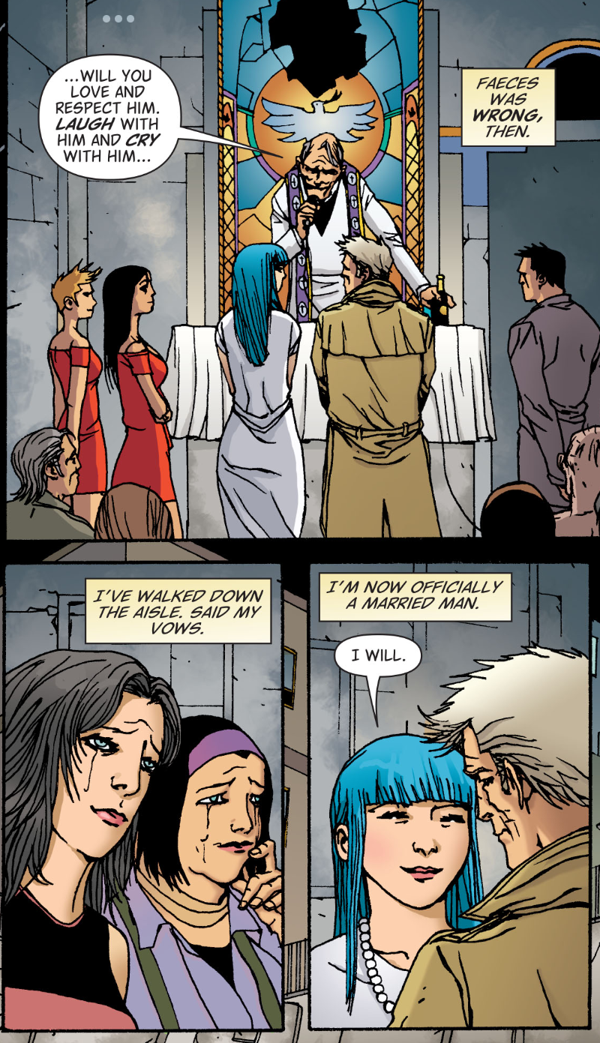 ...WILL YOU
LOVE AND
RESPECT HIM.
LAUGH WITH
HIM AND CRY
WITH HIM...
FAECES
WAS
WRONG,
THEN.
I'VE WALKED DOWN
THE AISLE. SAID MY
VOWS.
I'M NOW OFFICIALLY
A MARRIED MAN.
I WILL.